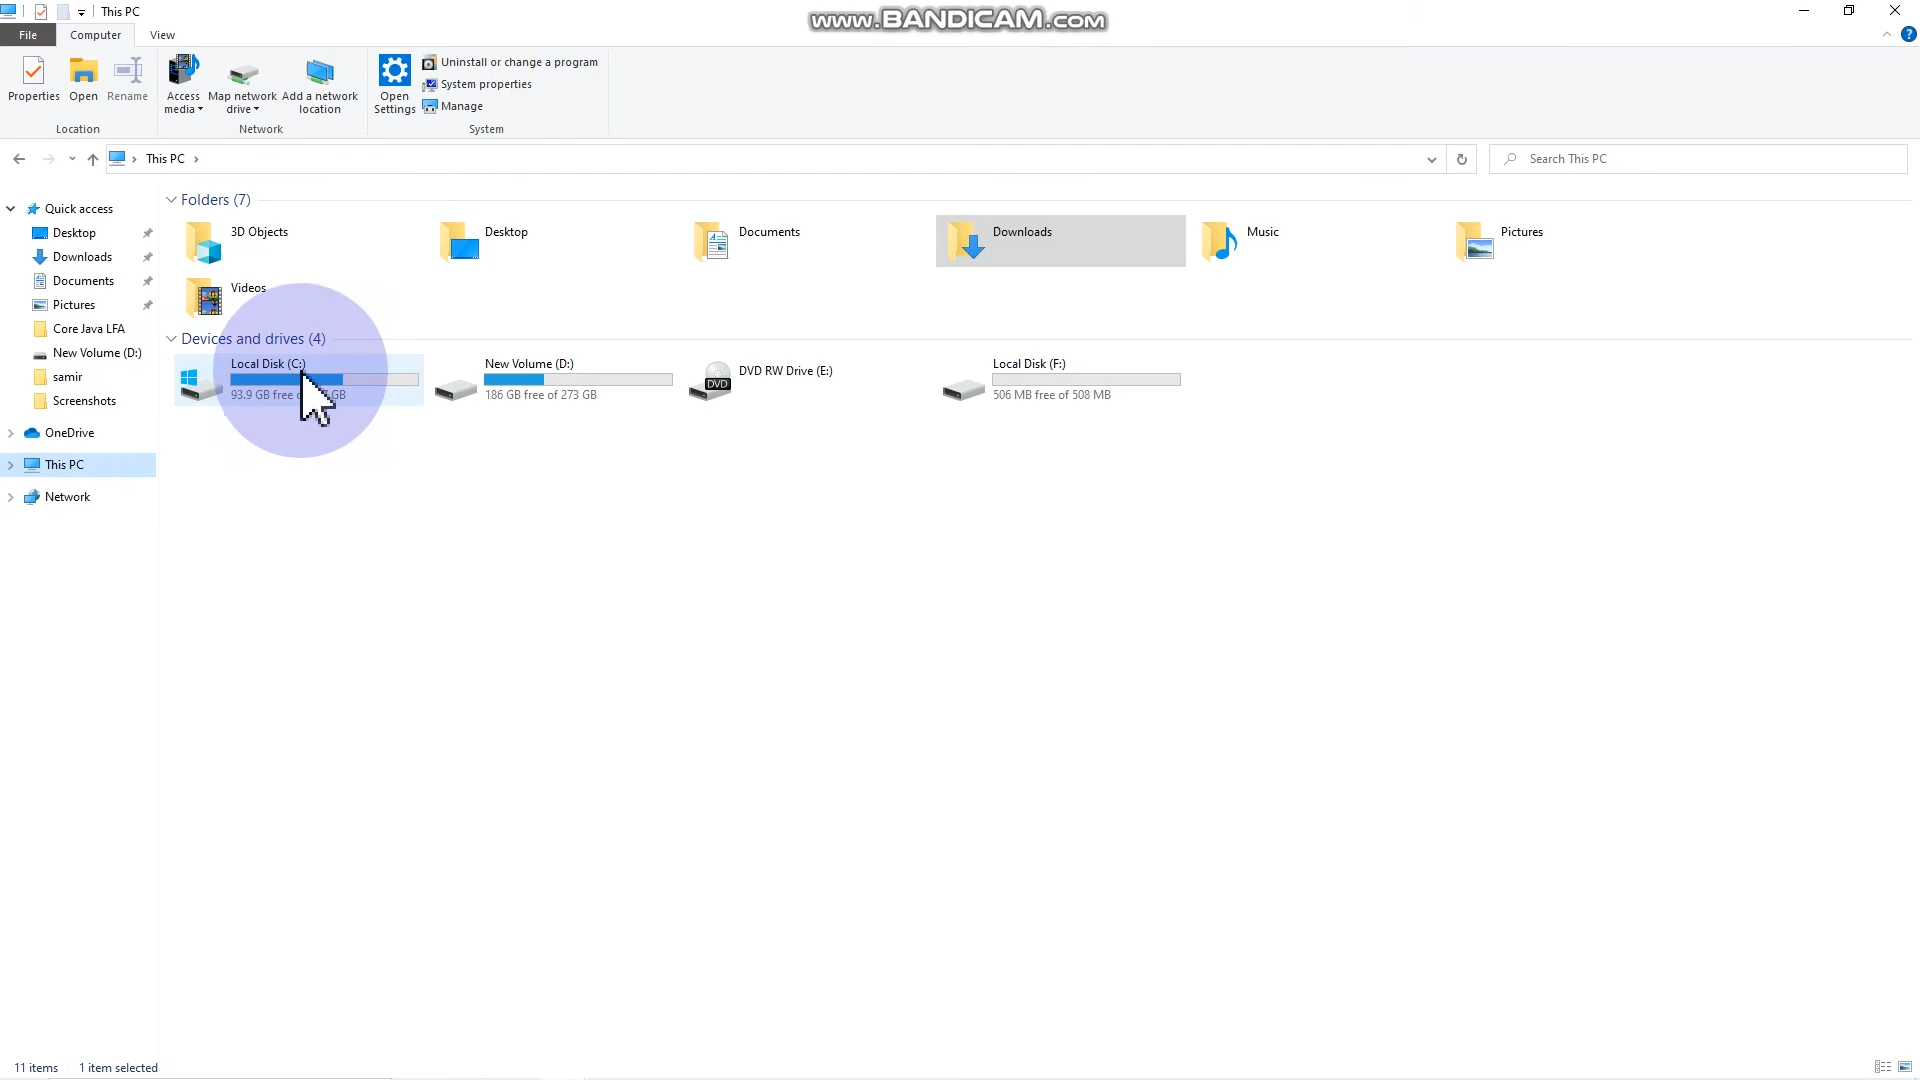 This PC
www.BANDICAM.com
File
Computer
View
Properties
Open
Rename
Access media
Map network drive
Add a network location
Open Settings
Uninstall or change a program
System properties
Manage
Location
Network
System
This PC
Search This PC
Quick access
Desktop
Downloads
Documents
Pictures
Core Java LFA
New Volume (D:)
samir
Screenshots
OneDrive
This PC
Network
Folders (7)
3D Objects
Desktop
Documents
Downloads
Music
Pictures
Videos
Devices and drives (4)
Local Disk (C:)
93.9 GB free GB
New Volume (D:)
186 GB free of 273 GB
DVD RW Drive (E:)
DVD
Local Disk (F:)
506 MB free of 508 MB
11 items
1 item selected